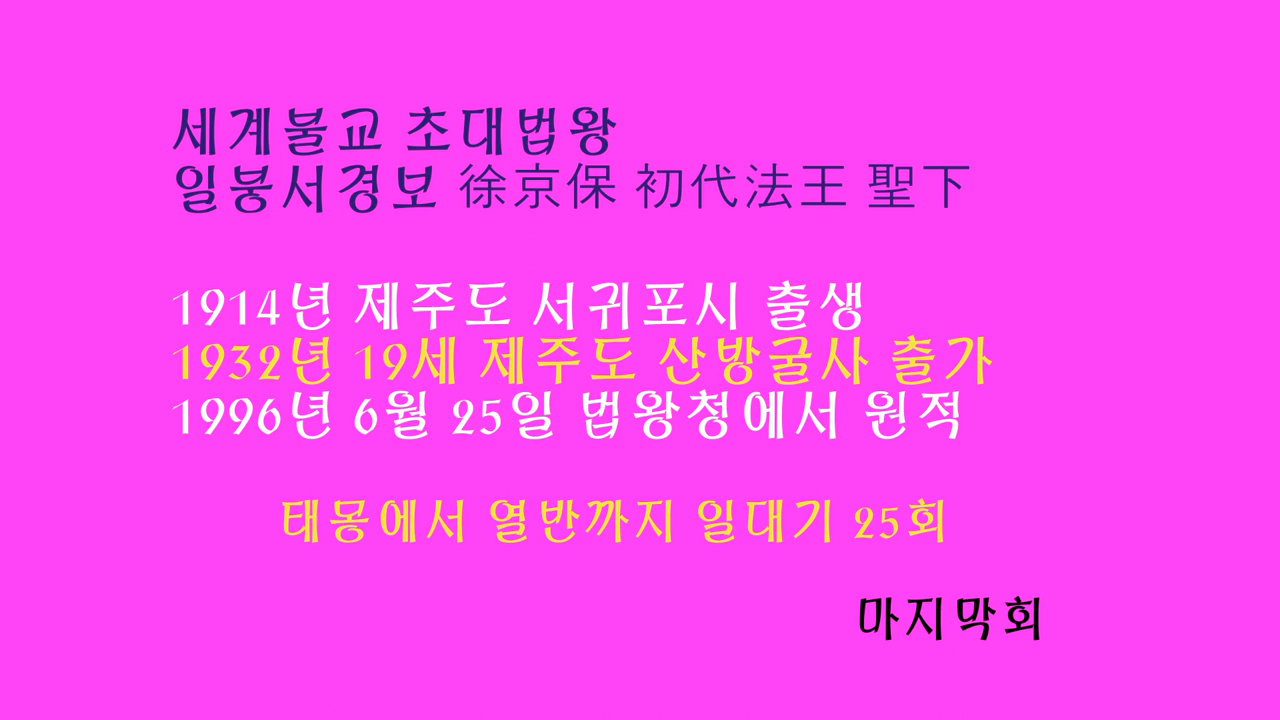 세계불교 초대법왕
일붕서경보 徐京保 初代法王 聖下
1914년 제주도 서귀포시 출생
1932년 19세 제주도 산방굴사 출가
1996년 6월 25일 법왕청에서 원적
태몽에서 열반까지 일대기 25회
마지막회